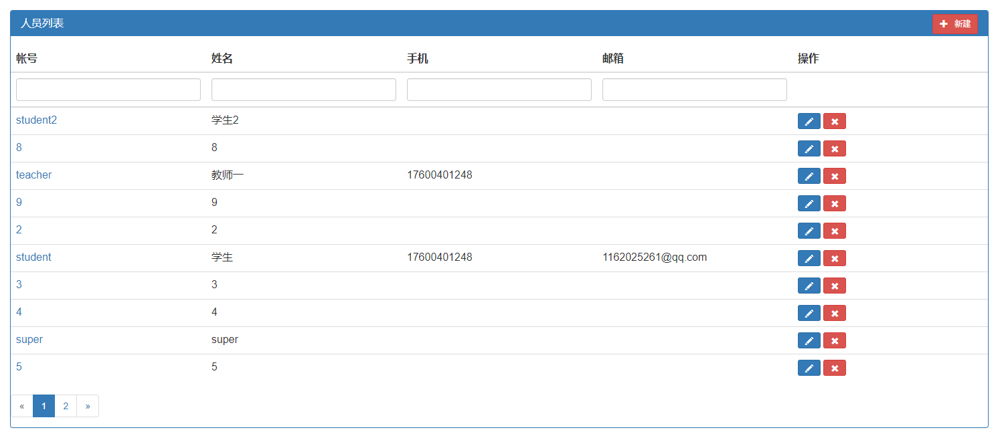 人员列表 新建
帐号 姓名 手机 邮箱 操作
student2 学生2
8 8
teacher 教师一 17600401248
9 9
2 2
student 学生 17600401248 1162025261@qq.com
3 3
4 4
super super
5 5
« 1 2 »